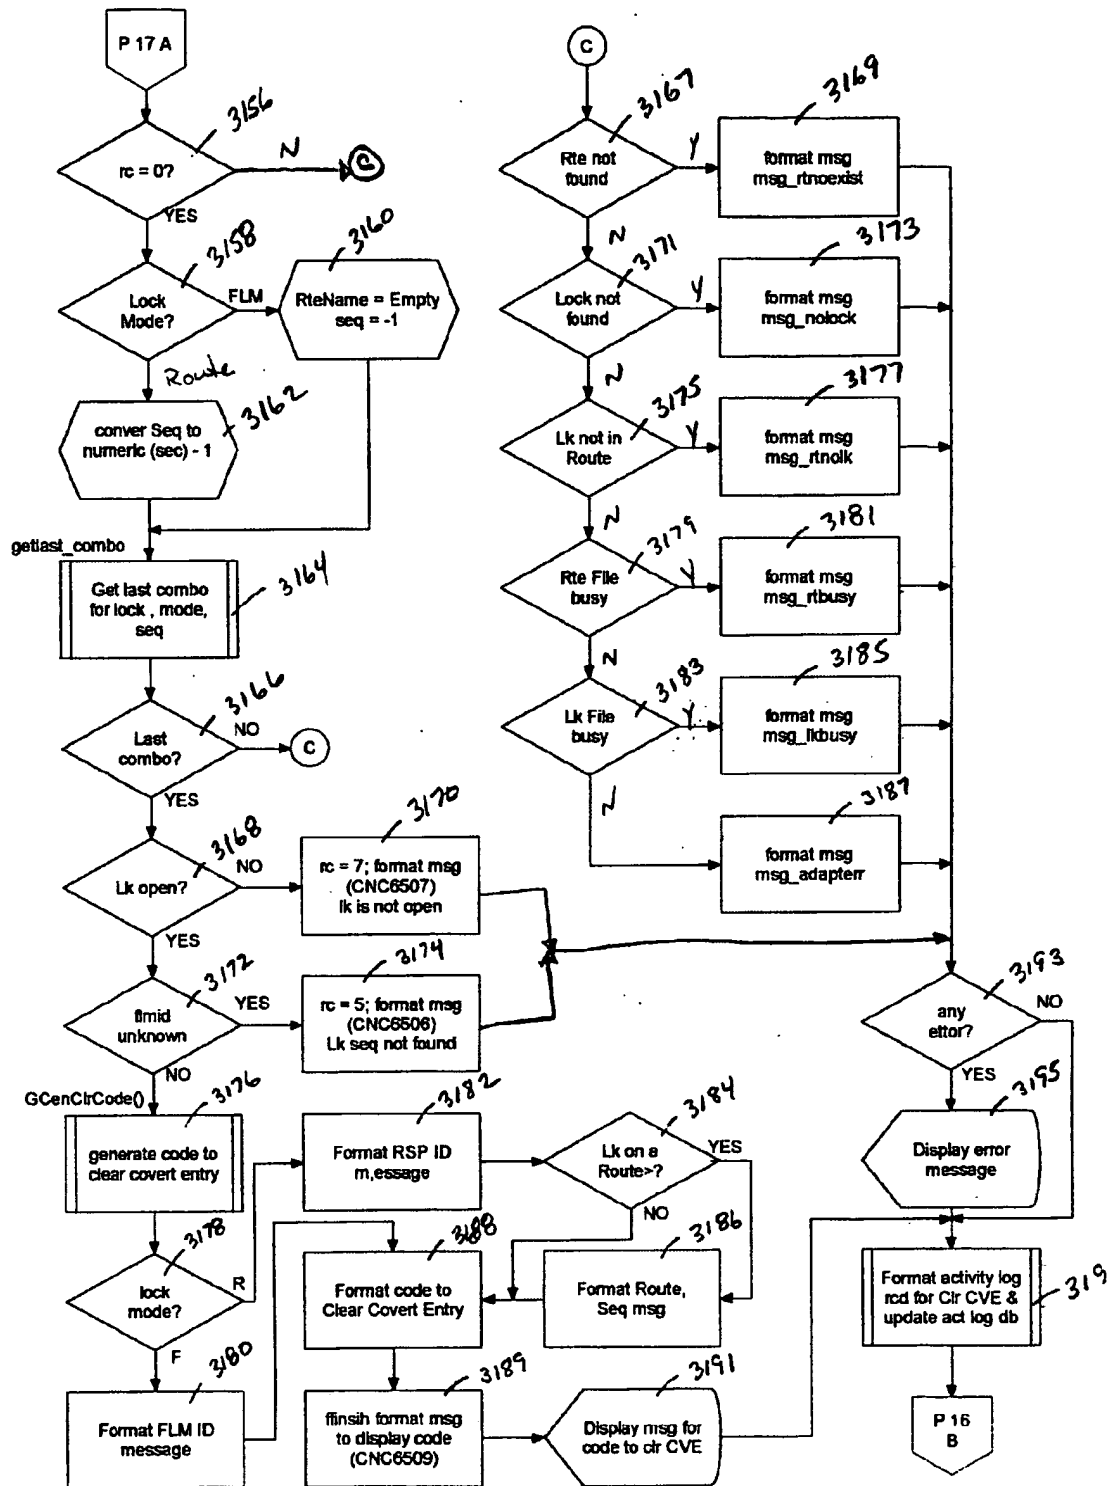 P 17 A
3156
rc = 0?
N
C
YES
3158
Lock
Mode?
FLM
3160
RteName = Empty
seq = -1
Route
3162
conver Seq to
numeric (sec) - 1
getlast_combo
Get last combo
for lock , mode,
seq
3164
3166
Last
combo?
NO
C
YES
3168
Lk open?
NO
3170
rc = 7; format msg
(CNC6507)
lk is not open
YES
3172
flmid
unknown
YES
3174
rc = 5; format msg
(CNC6506)
Lk seq not found
NO
GCenClrCode()
3176
generate code to
clear covert entry
3178
lock
mode?
R
F
3180
Format FLM ID
message
3182
Format RSP ID
m,essage
3184
Lk on a
Route>?
YES
NO
3186
Format Route,
Seq msg
3188
Format code to
Clear Covert Entry
3189
ffinsih format msg
to display code
(CNC6509)
3191
Display msg for
code to clr CVE
C
3167
Rte not
found
Y
3169
format msg
msg_rtnoexist
N
3171
Lock not
found
Y
3173
format msg
msg_nolock
N
3175
Lk not in
Route
Y
3177
format msg
msg_rtnolk
N
3179
Rte File
busy
Y
3181
format msg
msg_rtbusy
N
3183
Lk File
busy
Y
3185
format msg
msg_lkbusy
N
3187
format msg
msg_adapterr
3193
any
ettor?
NO
YES
3195
Display error
message
Format activity log
rcd for Clr CVE &
update act log db
319
P 16
B